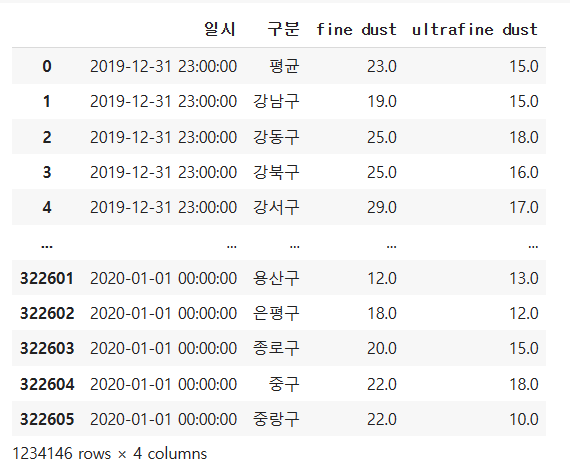 일시 구분 fine dust ultrafine dust
0 2019-12-31 23:00:00 평균 23.0 15.0
1 2019-12-31 23:00:00 강남구 19.0 15.0
2 2019-12-31 23:00:00 강동구 25.0 18.0
3 2019-12-31 23:00:00 강북구 25.0 16.0
4 2019-12-31 23:00:00 강서구 29.0 17.0
... ... ... ... ...
322601 2020-01-01 00:00:00 용산구 12.0 13.0
322602 2020-01-01 00:00:00 은평구 18.0 12.0
322603 2020-01-01 00:00:00 종로구 20.0 15.0
322604 2020-01-01 00:00:00 중구 22.0 18.0
322605 2020-01-01 00:00:00 중랑구 22.0 10.0
1234146 rows × 4 columns